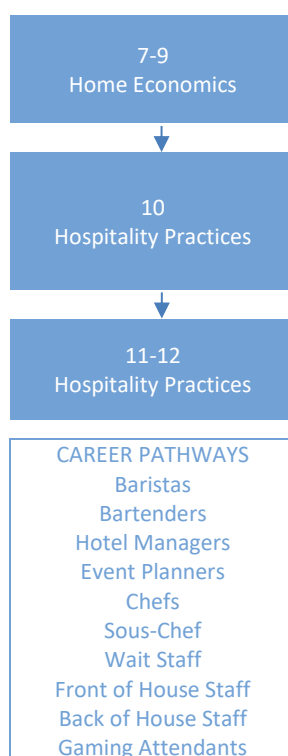 7-9
Home Economics
10
Hospitality Practices
11-12
Hospitality Practices
CAREER PATHWAYS
Baristas
Bartenders
Hotel Managers
Event Planners
Chefs
Sous-Chef
Wait Staff
Front of House Staff
Back of House Staff
Gaming Attendants